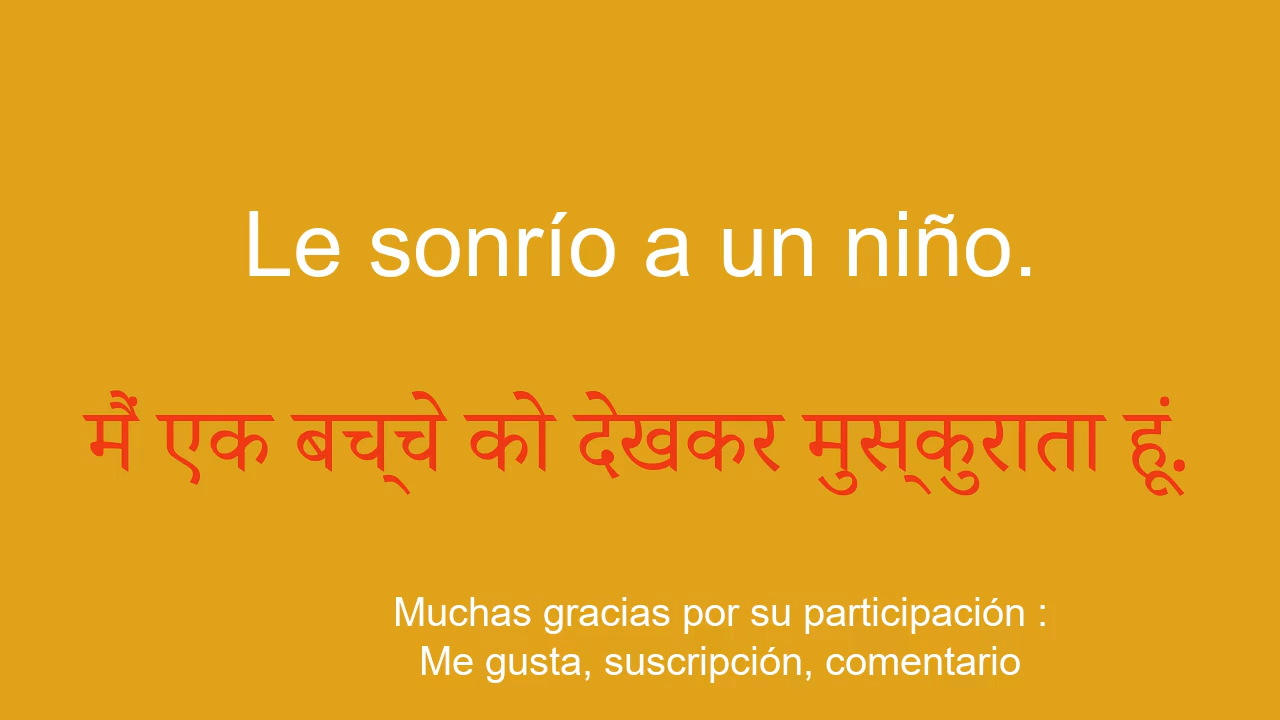 Le sonrío a un niño.
मैं एक बच्चे को देखकर मुस्कुराता हूं.
Muchas gracias por su participación :
Me gusta, suscripción, comentario